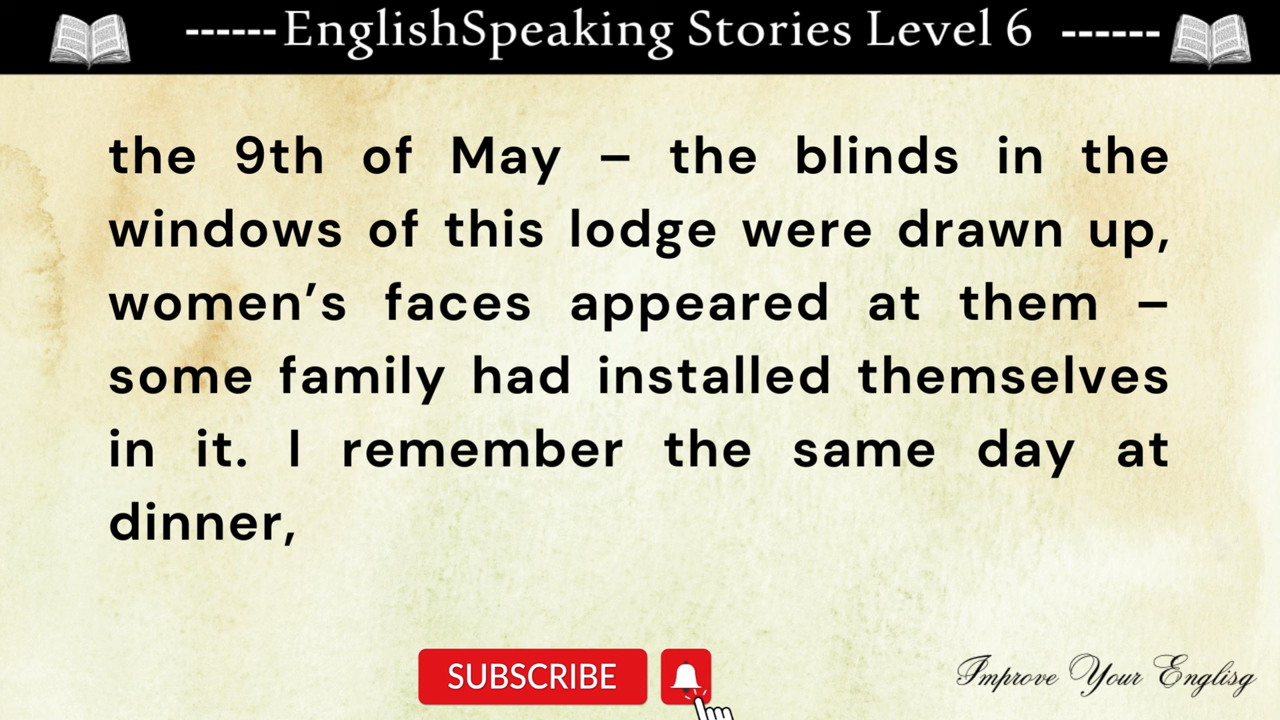 ------EnglishSpeaking Stories Level 6 ------
the 9th of May – the blinds in the
windows of this lodge were drawn up,
women’s faces appeared at them –
some family had installed themselves
in it. I remember the same day at
dinner,
SUBSCRIBE
Improve Your Englisg